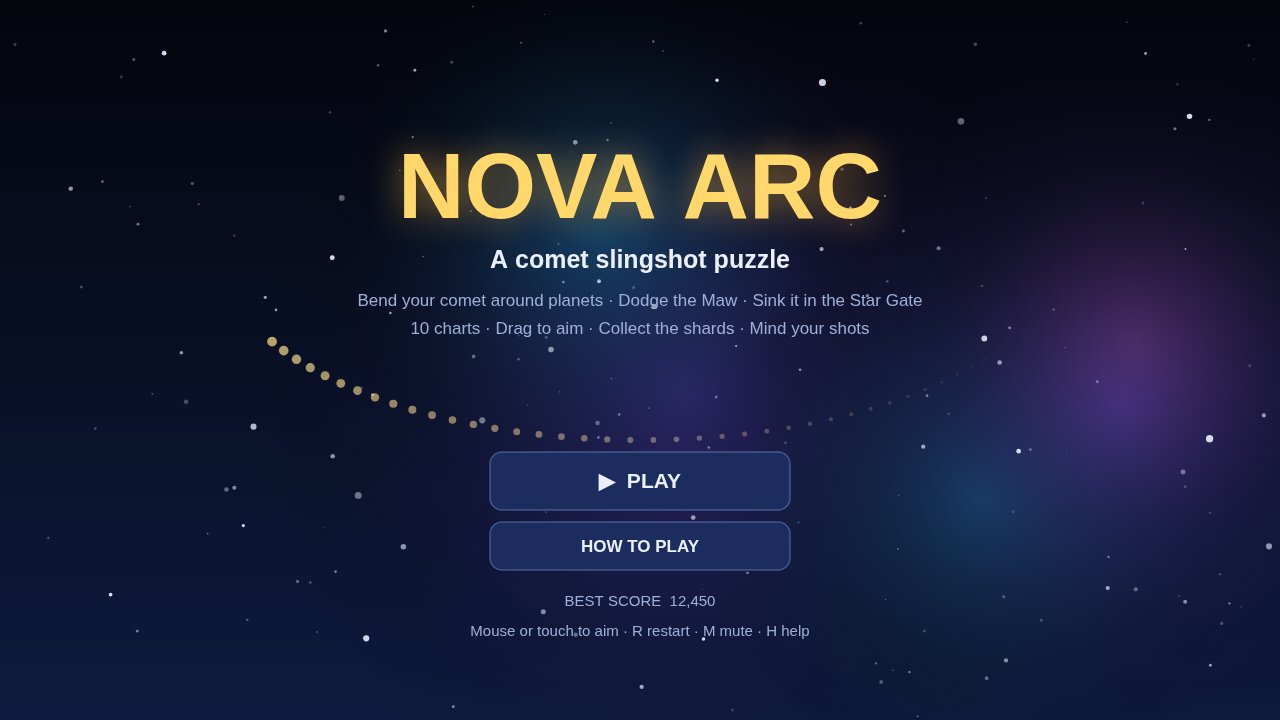 NOVA ARC
A comet slingshot puzzle
Bend your comet around planets · Dodge the Maw · Sink it in the Star Gate
10 charts · Drag to aim · Collect the shards · Mind your shots
▶ PLAY
HOW TO PLAY
BEST SCORE 12,450
Mouse or touch to aim · R restart · M mute · H help